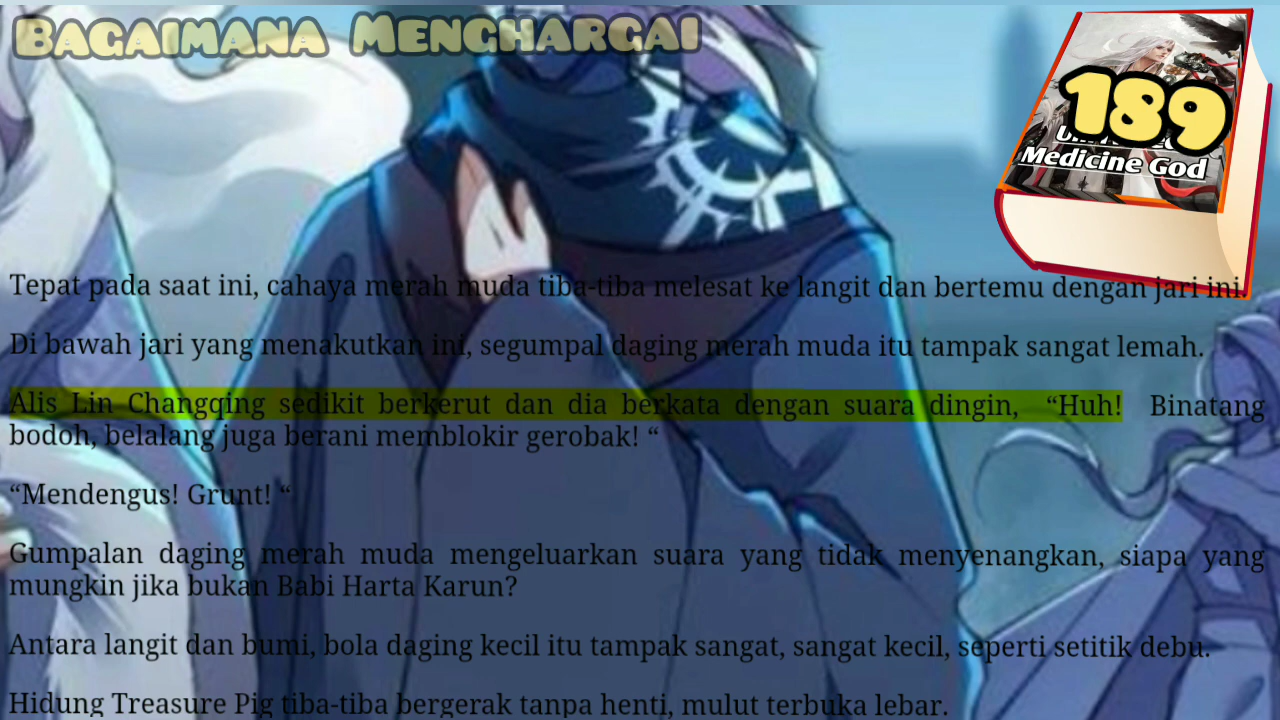 Bagaimana Menghargai
189
Medicine God
Tepat pada saat ini, cahaya merah muda tiba-tiba melesat ke langit dan bertemu dengan jari ini.
Di bawah jari yang menakutkan ini, segumpal daging merah muda itu tampak sangat lemah.
Alis Lin Changqing sedikit berkerut dan dia berkata dengan suara dingin, “Huh! Binatang
bodoh, belalang juga berani memblokir gerobak! “
“Mendengus! Grunt! “
Gumpalan daging merah muda mengeluarkan suara yang tidak menyenangkan, siapa yang
mungkin jika bukan Babi Harta Karun?
Antara langit dan bumi, bola daging kecil itu tampak sangat, sangat kecil, seperti setitik debu.
Hidung Treasure Pig tiba-tiba bergerak tanpa henti, mulut terbuka lebar.